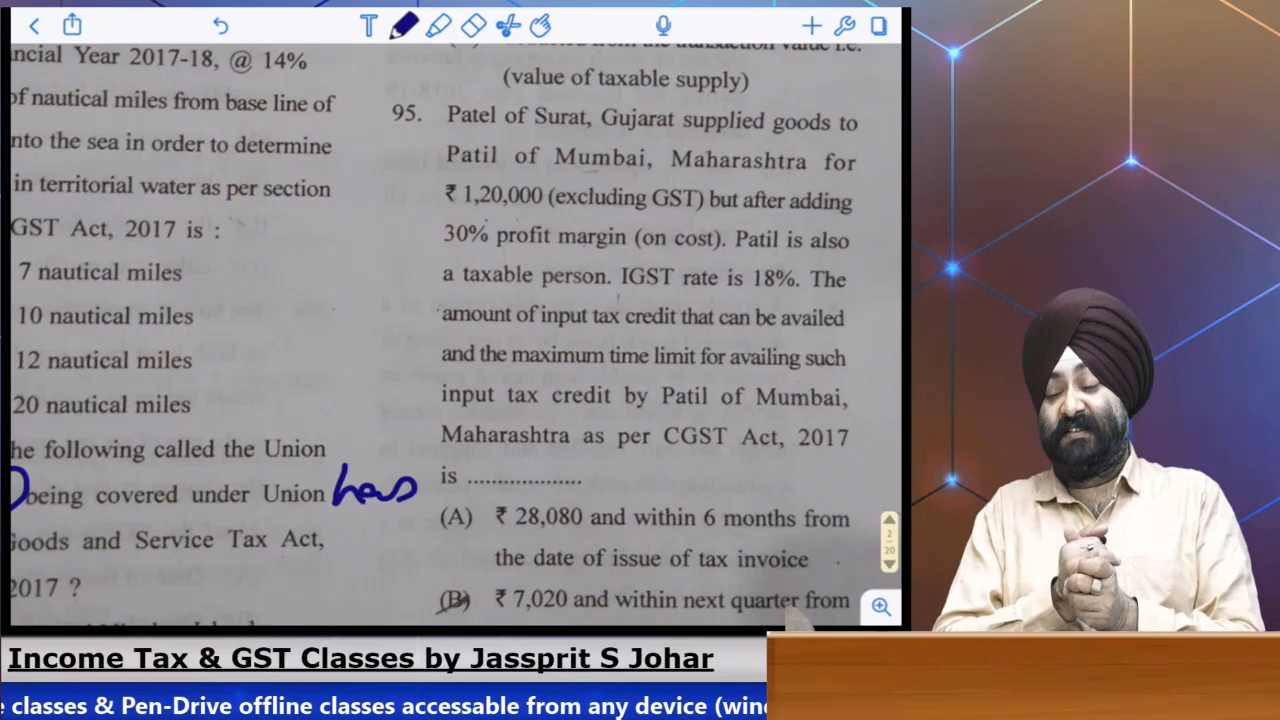 ncial Year 2017-18, @ 14%
of nautical miles from base line of
nto the sea in order to determine
in territorial water as per section
GST Act, 2017 is :
7 nautical miles
10 nautical miles
12 nautical miles
20 nautical miles
he following called the Union
being covered under Union has
oods and Service Tax Act,
2017 ?
from the transaction value i.e.
(value of taxable supply)
95. Patel of Surat, Gujarat supplied goods to
Patil of Mumbai, Maharashtra for
₹ 1,20,000 (excluding GST) but after adding
30% profit margin (on cost). Patil is also
a taxable person. IGST rate is 18%. The
amount of input tax credit that can be availed
and the maximum time limit for availing such
input tax credit by Patil of Mumbai,
Maharashtra as per CGST Act, 2017
is ...................
(A) ₹ 28,080 and within 6 months from
the date of issue of tax invoice
(B) ₹ 7,020 and within next quarter from
2
20
Income Tax & GST Classes by Jassprit S Johar
e classes & Pen-Drive offline classes accessable from any device (win